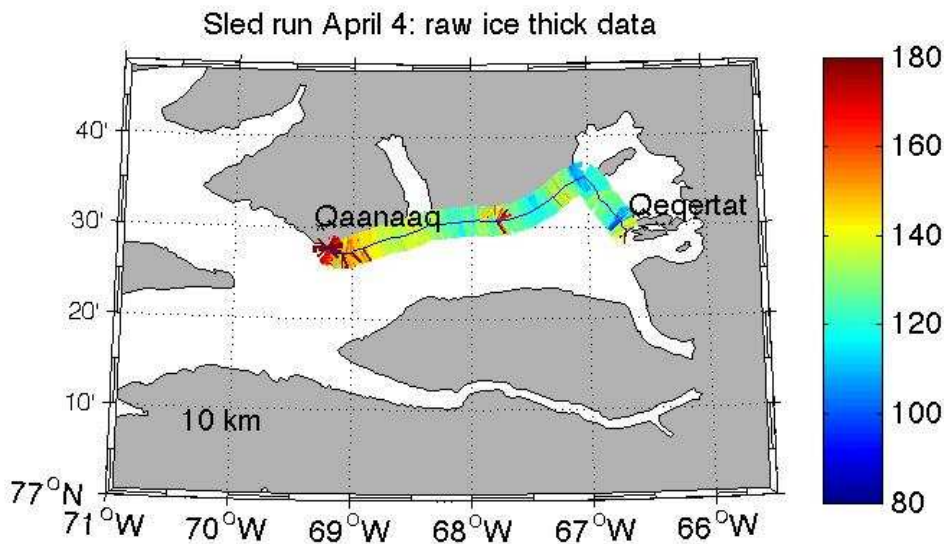 Sled run April 4: raw ice thick data
180
160
140
120
100
80
40'
30'
20'
10'
77°N
Qaanaaq
Qeqertat
10 km
71°W
70°W
69°W
68°W
67°W
66°W